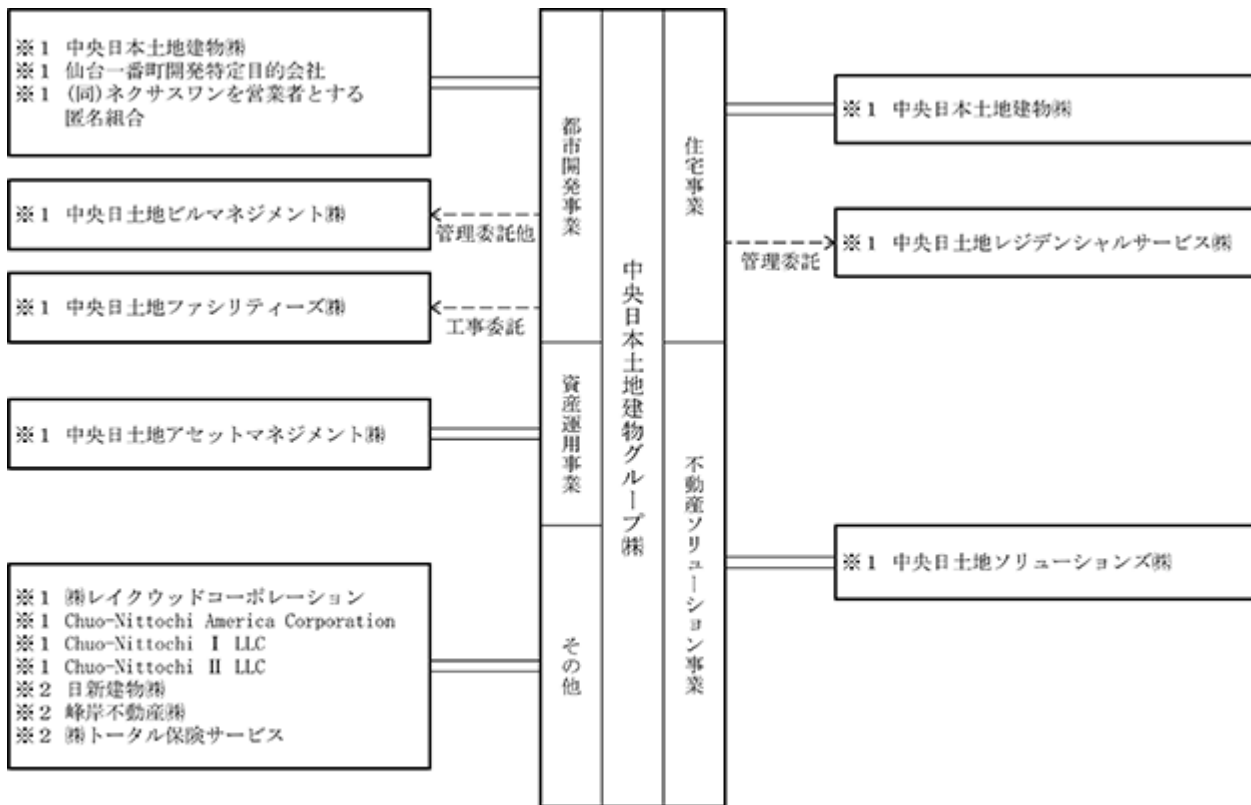 ※1 中央日本土地建物㈱
※1 仙台一番町開発特定目的会社
※1 (同)ネクサスワンを営業者とする
匿名組合
※1 中央日土地ビルマネジメント㈱
管理委託他
※1 中央日土地ファシリティーズ㈱
工事委託
※1 中央日土地アセットマネジメント㈱
※1 ㈱レイクウッドコーポレーション
※1 Chuo-Nittochi America Corporation
※1 Chuo-Nittochi Ⅰ LLC
※1 Chuo-Nittochi Ⅱ LLC
※2 日新建物㈱
※2 峰岸不動産㈱
※2 ㈱トータル保険サービス
都市開発事業
資産運用事業
その他
中央日本土地建物グループ㈱
住宅事業
不動産ソリューション事業
※1 中央日本土地建物㈱
※1 中央日土地レジデンシャルサービス㈱
管理委託
※1 中央日土地ソリューションズ㈱